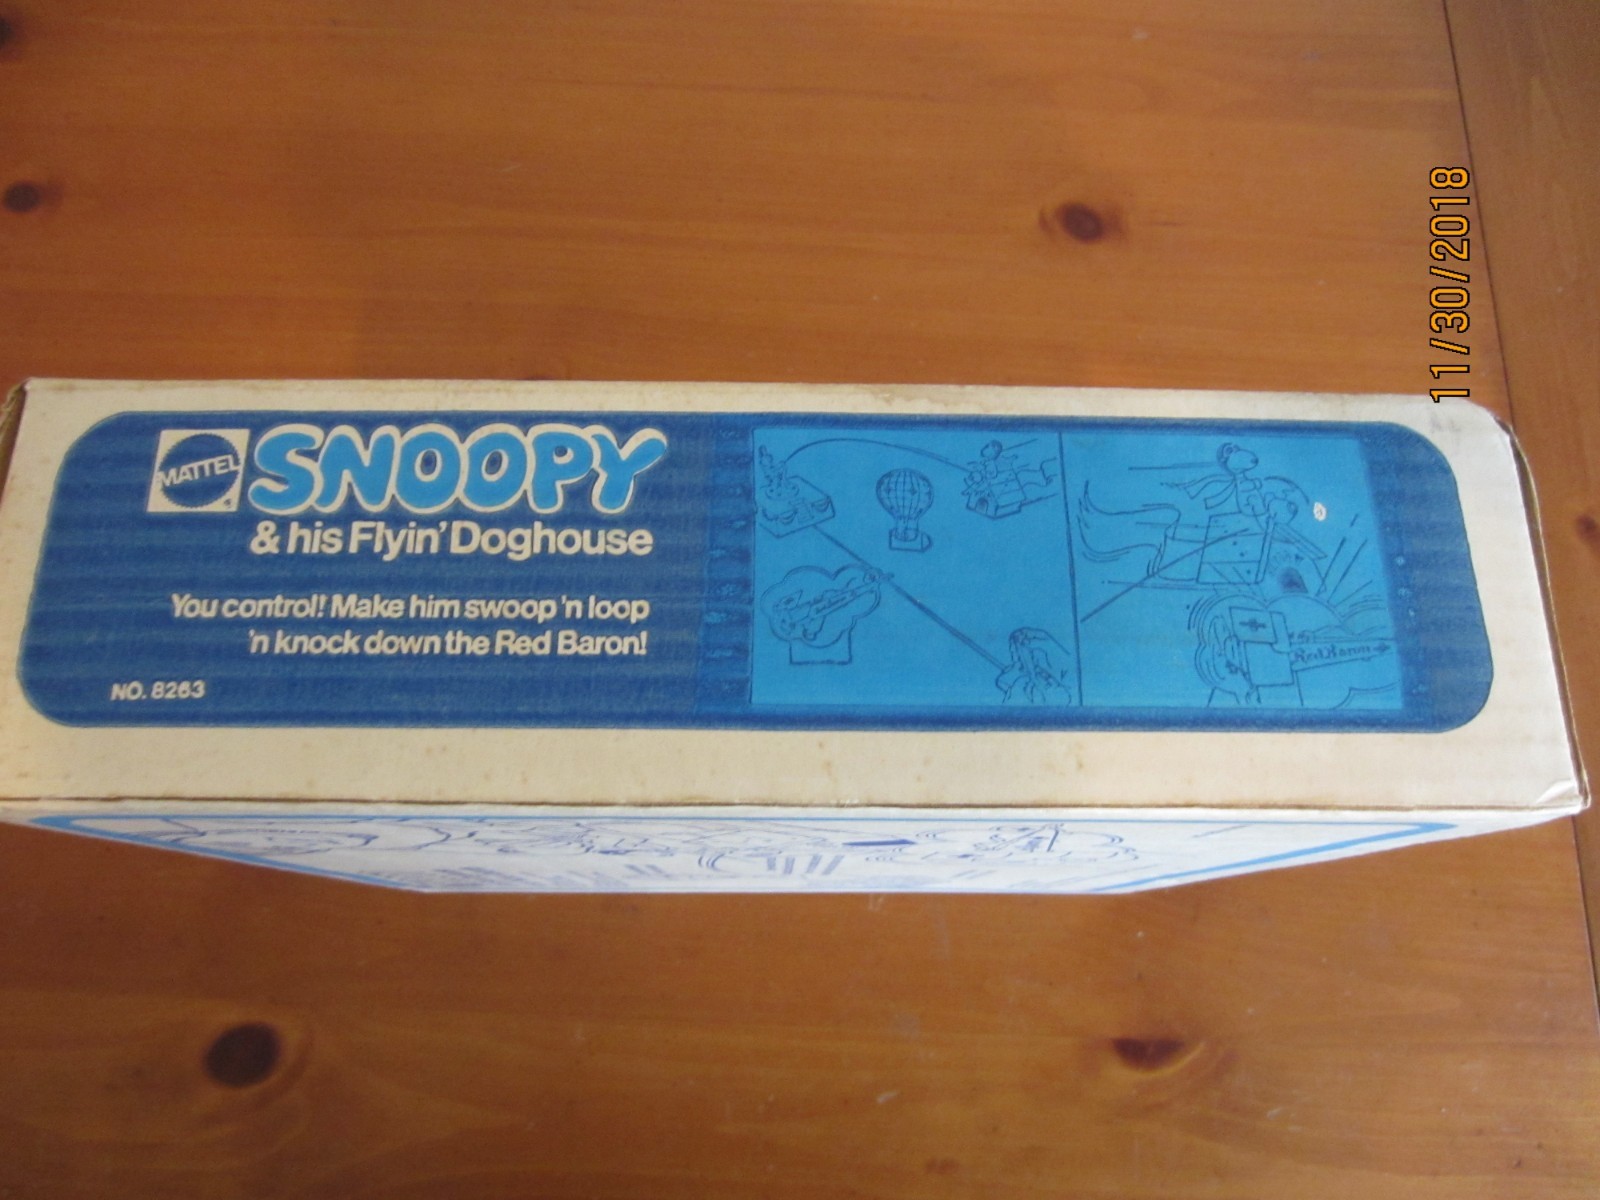 MATTEL
SNOOPY
& his Flyin' Doghouse
You control! Make him swoop 'n loop
'n knock down the Red Baron!
NO. 8263
Red Baron
11/30/2018